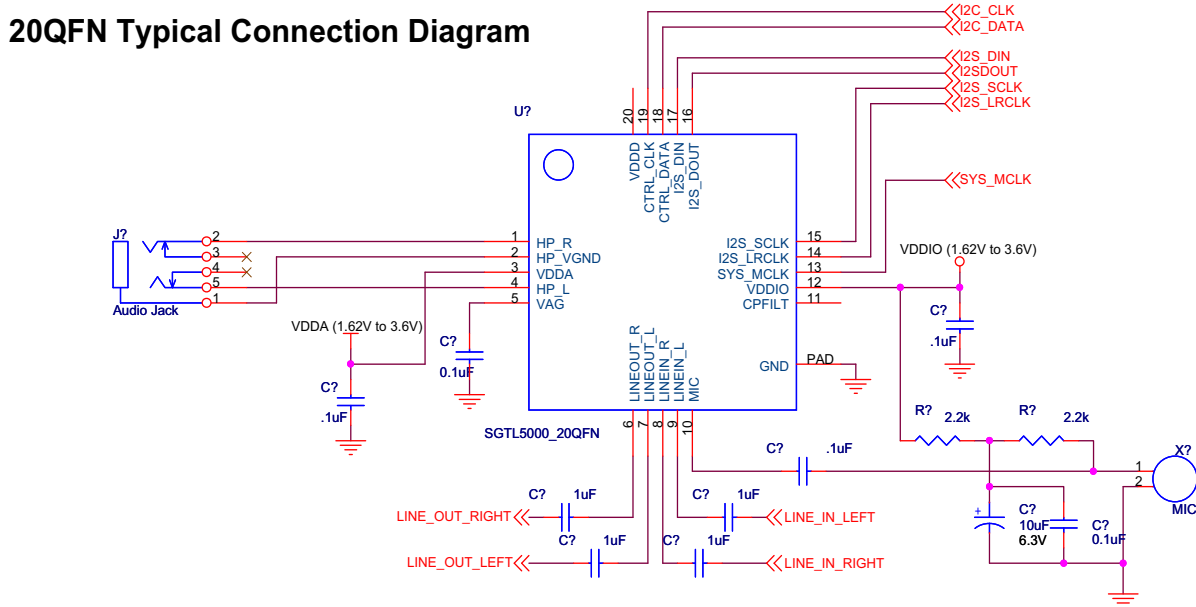 20QFN Typical Connection Diagram
I2C_CLK
I2C_DATA
I2S_DIN
I2SDOUT
I2S_SCLK
I2S_LRCLK
SYS_MCLK
U?
20
19
18
17
16
VDDD
CTRL_CLK
CTRL_DATA
I2S_DIN
I2S_DOUT
J?
2
3
4
5
1
Audio Jack
1
2
3
4
5
HP_R
HP_VGND
VDDA
HP_L
VAG
I2S_SCLK
I2S_LRCLK
SYS_MCLK
VDDIO
CPFILT
15
14
13
12
11
VDDIO (1.62V to 3.6V)
C?
.1uF
VDDA (1.62V to 3.6V)
C?
.1uF
C?
0.1uF
GND
PAD
LINEOUT_R
LINEOUT_L
LINEIN_R
LINEIN_L
MIC
6
7
8
9
10
SGTL5000_20QFN
R?
2.2k
R?
2.2k
C?
.1uF
X?
1
2
MIC
C?
1uF
LINE_OUT_RIGHT
C?
1uF
LINE_OUT_LEFT
C?
1uF
LINE_IN_LEFT
C?
1uF
LINE_IN_RIGHT
+
C?
10uF
6.3V
C?
0.1uF